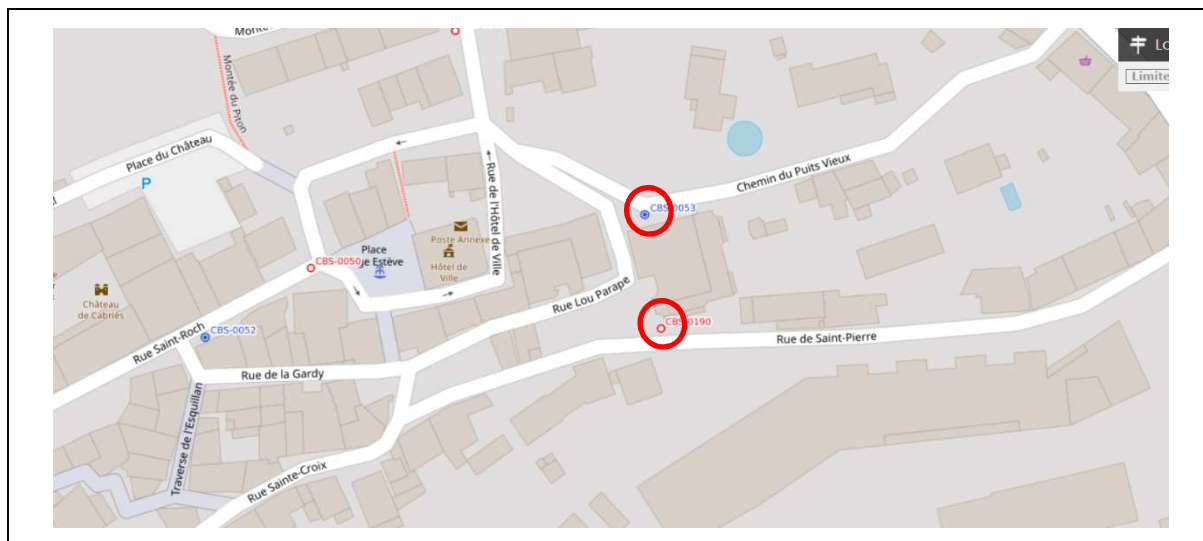 Lo
Limite
Montée du Piton
Place du Château
P
Chemin du Puits Vieux
CBS-0053
Rue de l'Hôtel de Ville
Poste Annexe
Place
ge Estève
Hôtel de
Ville
CBS-0050
Château
de Cabriès
Rue Saint-Roch
CBS-0052
Rue Lou Parape
CBS-0190
Rue de Saint-Pierre
Rue de la Gardy
Traverse de l'Esquillan
Rue Sainte-Croix